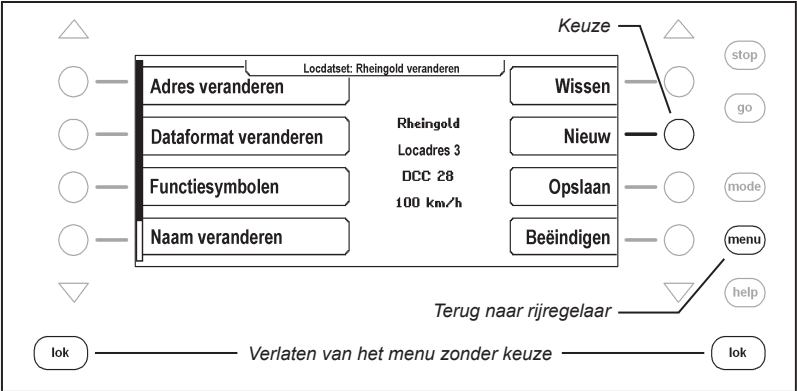 Keuze
stop
Locdatset: Rheingold veranderen
Adres veranderen
Wissen
go
Rheingold
Dataformat veranderen
Nieuw
Locadres 3
DCC 28
Functiesymbolen
Opslaan
mode
100 km/h
Naam veranderen
Beëindigen
menu
help
Terug naar rijregelaar
lok
Verlaten van het menu zonder keuze
lok